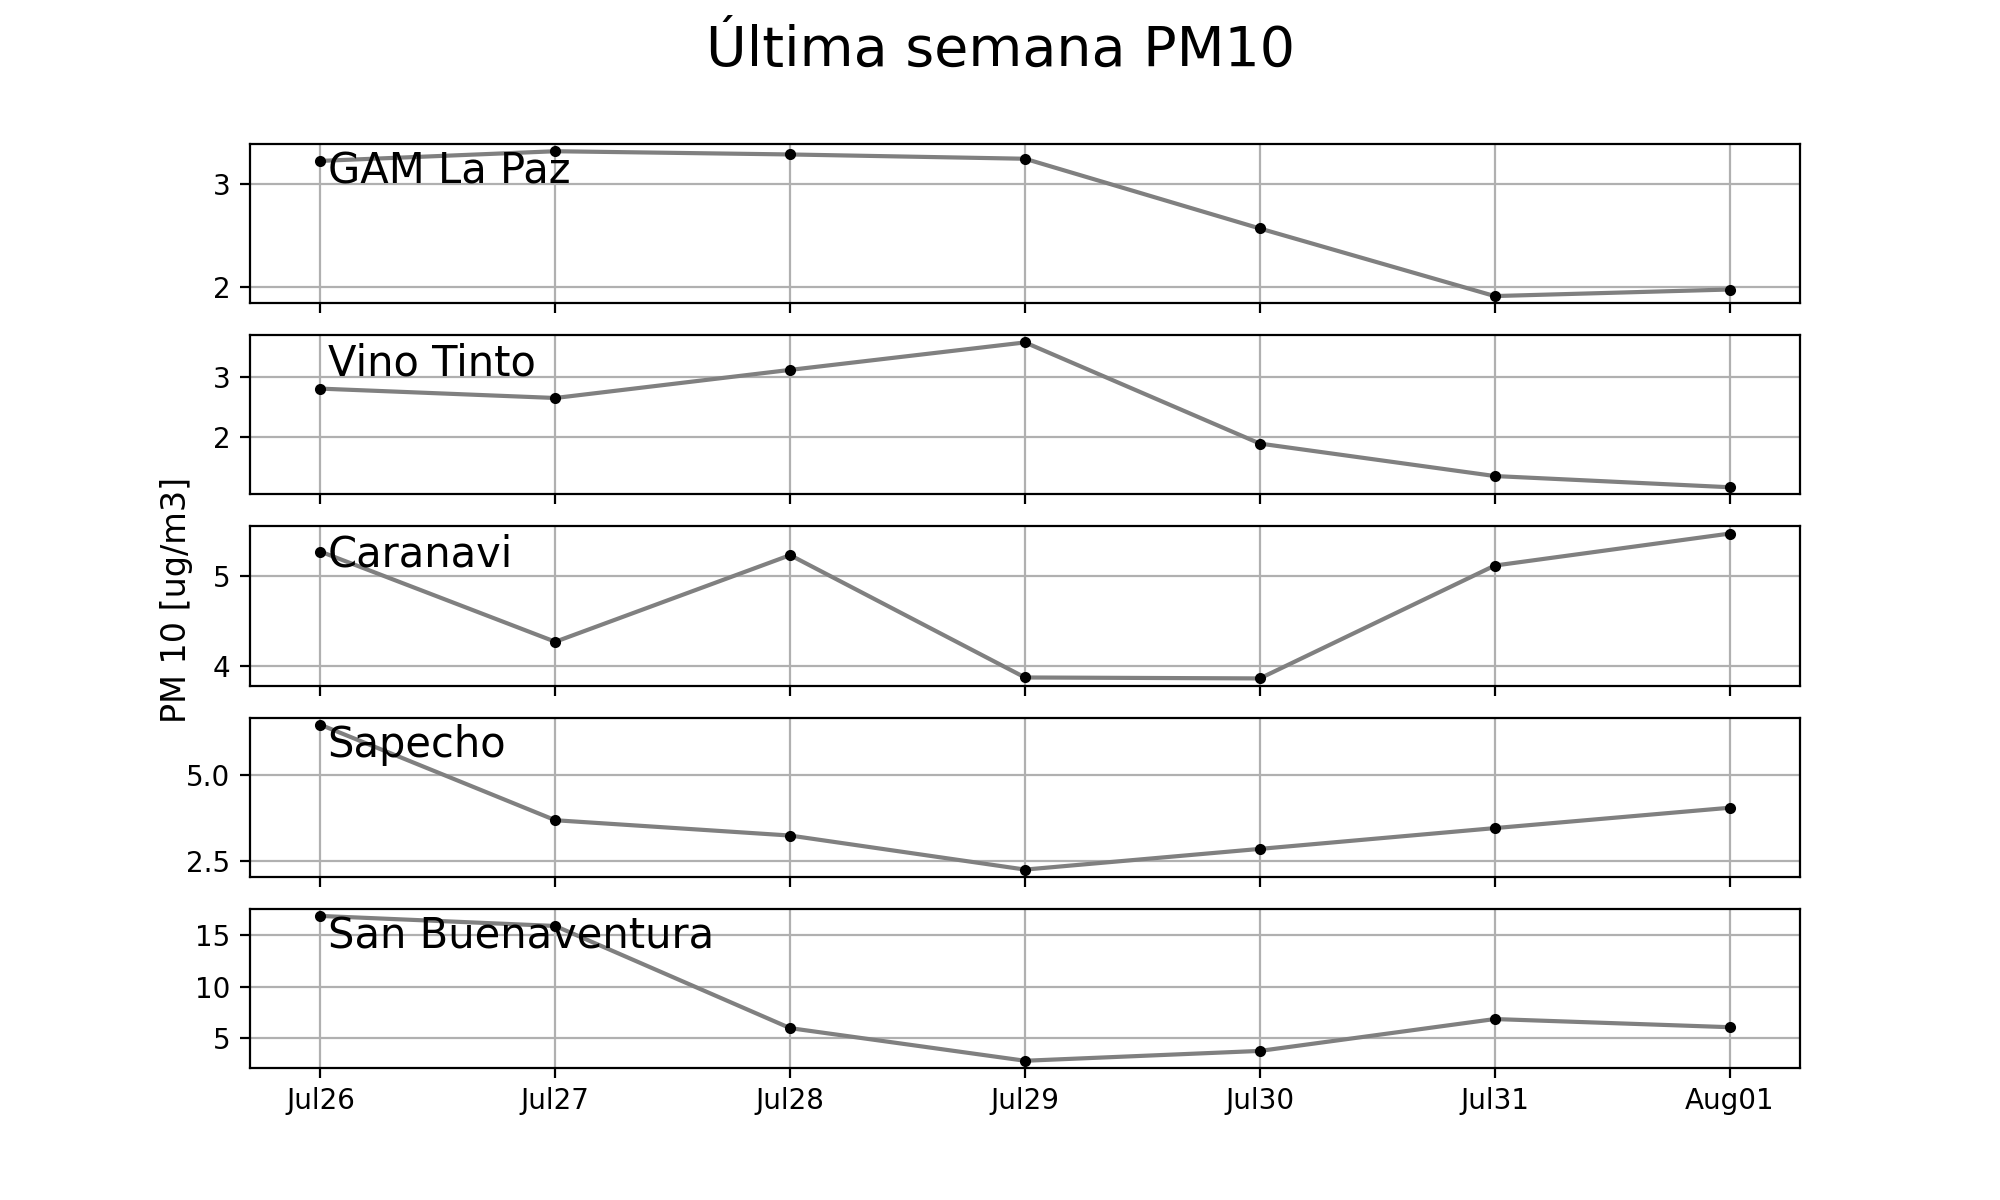 Última semana PM10
GAM La Paz
3
2
Vino Tinto
3
2
PM 10 [ug/m3]
Caranavi
5
4
Sapecho
5.0
2.5
San Buenaventura
15
10
5
Jul26 Jul27 Jul28 Jul29 Jul30 Jul31 Aug01